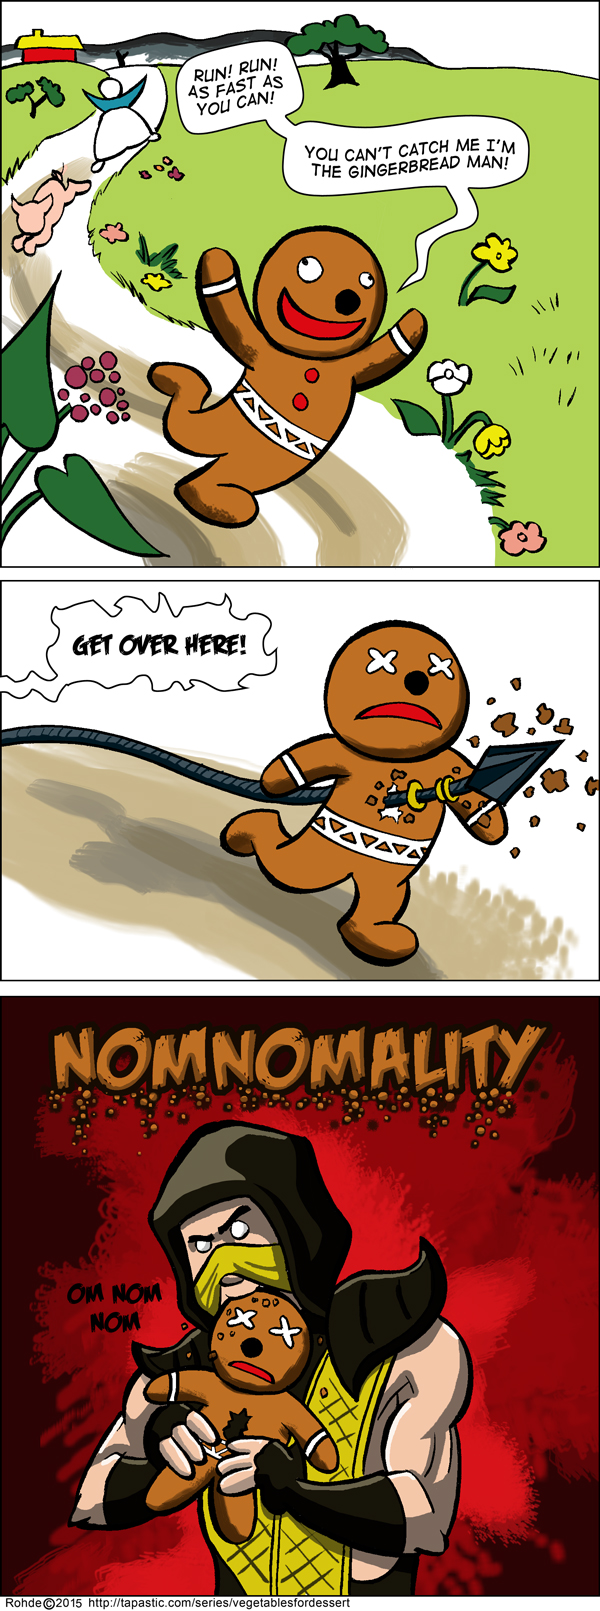 RUN! RUN!
AS FAST AS
YOU CAN!
YOU CAN'T CATCH ME I'M
THE GINGERBREAD MAN!
GET OVER HERE!
NOMNOMALITY
OM NOM
NOM
Rohde©2015 http://tapastic.com/series/vegetablesfordessert